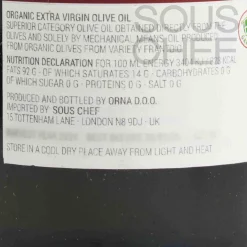 SOUS
CHEF
ORGANIC EXTRA VIRGIN OLIVE OIL
SUPERIOR CATEGORY OLIVE OIL OBTAINED DIRECTLY FROM
OLIVES AND SOLELY BY MECHANICAL MEANS. OIL PRODUCED
FROM ORGANIC OLIVES FROM
NUTRITION DECLARATION FOR 100 ML: ENERGY
FATS 92 G - OF WHICH SATURATES 14 G - CARBOHYDRATES 0
OF WHICH SUGAR 0 G - PROTEINS 0 G - SALT 0 G
PRODUCED AND BOTTLED BY ORNA D.O.O.
IMPORTED BY SOUS CHEF
15 TOTTENHAM LANE - LONDON N8 9DJ - UK
STORE IN A COOL DRY PLACE AWAY FROM LIGHT AND HEAT